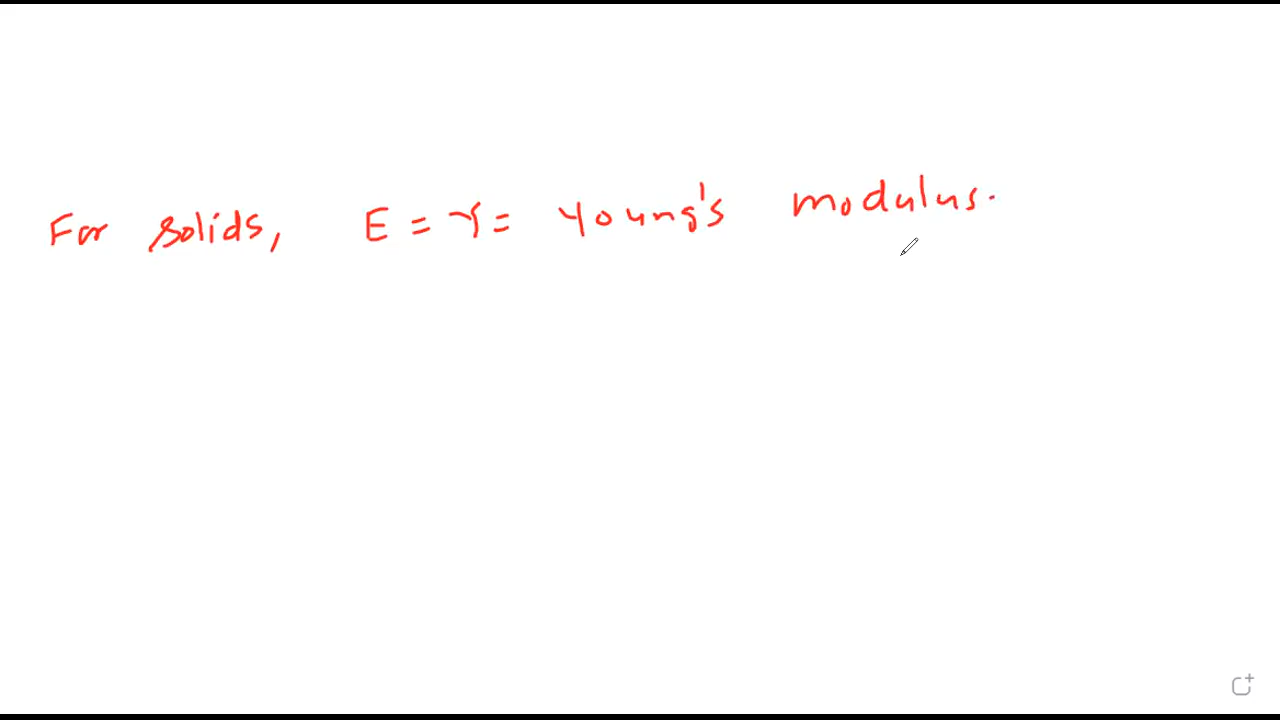 For solids, E = Y = Young's modulus.